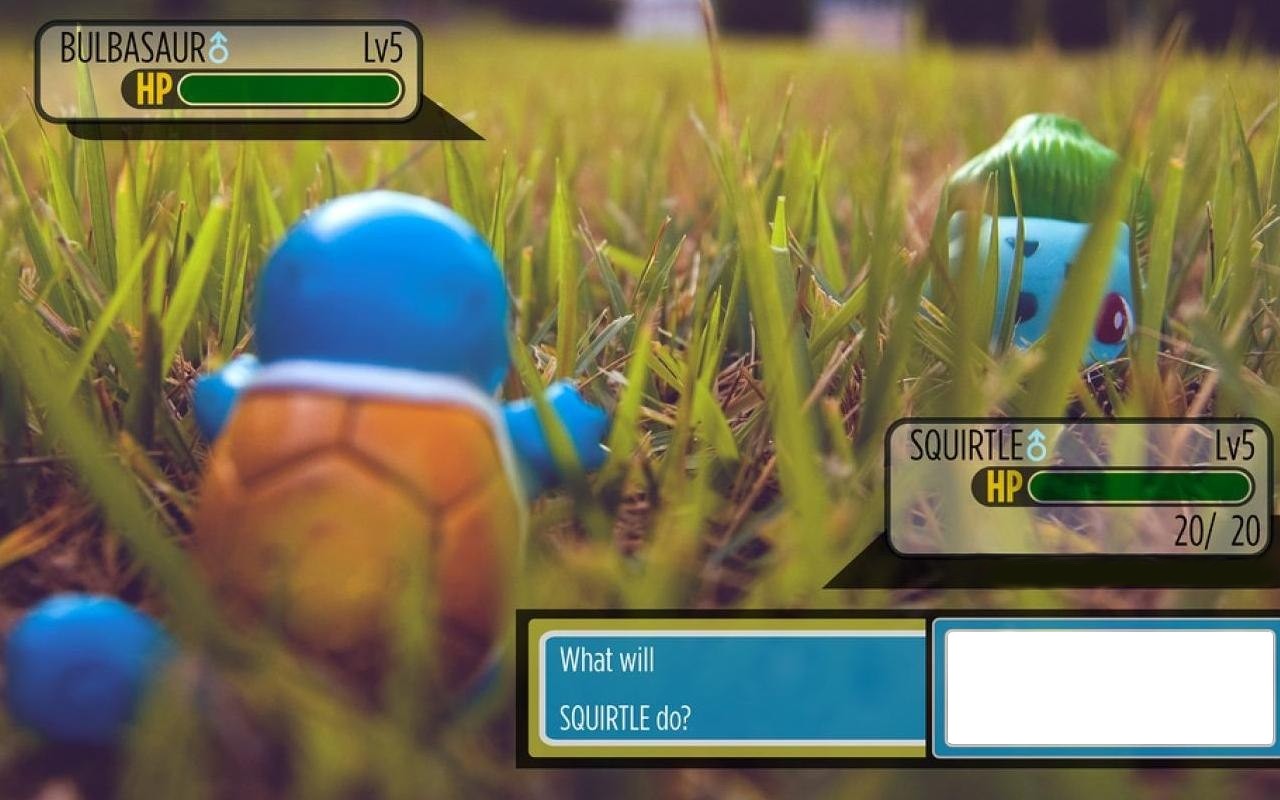 BULBASAUR♂ Lv5
HP
SQUIRTLE♂ Lv5
HP
20/ 20
What will
SQUIRTLE do?